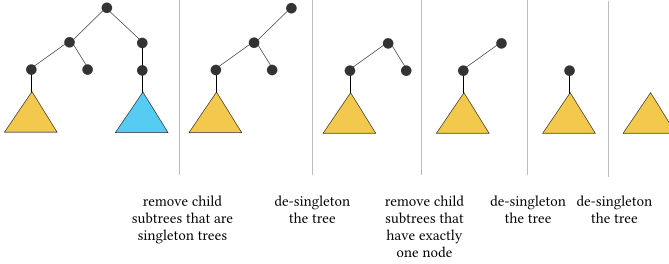 remove child
subtrees that are
singleton trees
de-singleton
the tree
remove child
subtrees that
have exactly
one node
de-singleton
the tree
de-singleton
the tree